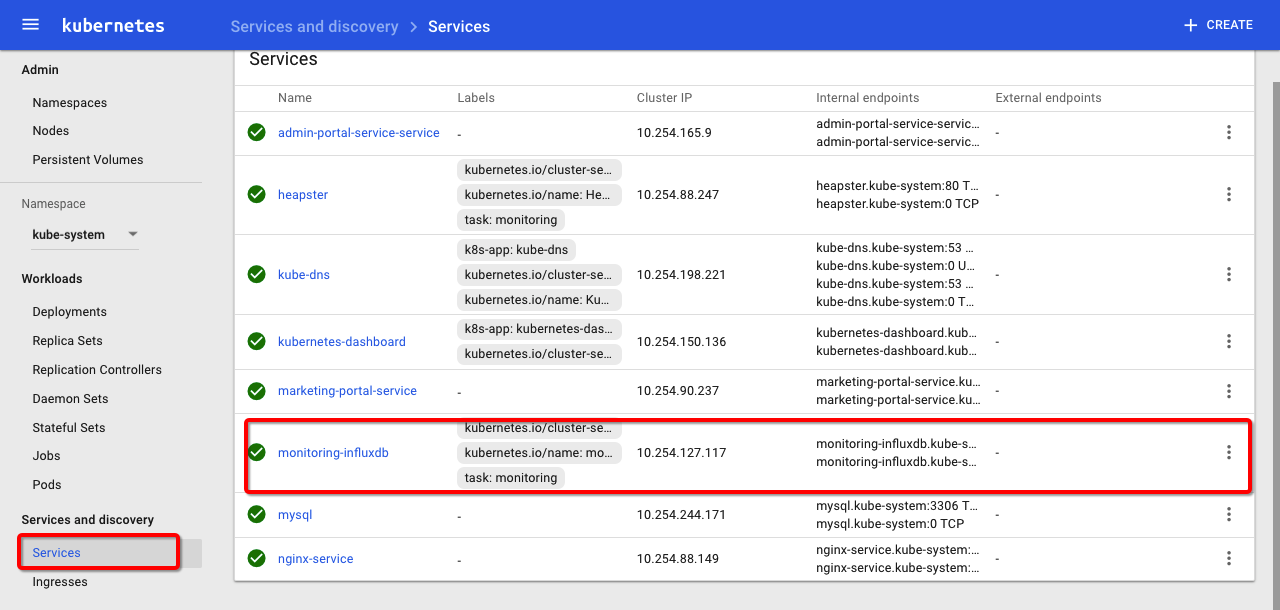 kubernetes
Services and discovery > Services
+ CREATE
Admin
Namespaces
Nodes
Persistent Volumes
Namespace
kube-system
Workloads
Deployments
Replica Sets
Replication Controllers
Daemon Sets
Stateful Sets
Jobs
Pods
Services and discovery
Services
Ingresses
Services
Name Labels Cluster IP Internal endpoints External endpoints
admin-portal-service-service - 10.254.165.9 admin-portal-service-servic... -
admin-portal-service-servic...
kubernetes.io/cluster-se...
heapster kubernetes.io/name: He... 10.254.88.247 heapster.kube-system:80 T... -
heapster.kube-system:0 TCP
task: monitoring
k8s-app: kube-dns
kube-dns kubernetes.io/cluster-se... 10.254.198.221 kube-dns.kube-system:53 ... -
kube-dns.kube-system:0 U...
kube-dns.kube-system:53 ...
kube-dns.kube-system:0 T...
kubernetes.io/name: Ku...
k8s-app: kubernetes-das...
kubernetes-dashboard 10.254.150.136 kubernetes-dashboard.kub... -
kubernetes-dashboard.kub...
kubernetes.io/cluster-se...
marketing-portal-service - 10.254.90.237 marketing-portal-service.ku... -
marketing-portal-service.ku...
kubernetes.io/cluster-se...
monitoring-influxdb kubernetes.io/name: mo... 10.254.127.117 monitoring-influxdb.kube-s... -
monitoring-influxdb.kube-s...
task: monitoring
mysql - 10.254.244.171 mysql.kube-system:3306 T... -
mysql.kube-system:0 TCP
nginx-service - 10.254.88.149 nginx-service.kube-system:... -
nginx-service.kube-system:...